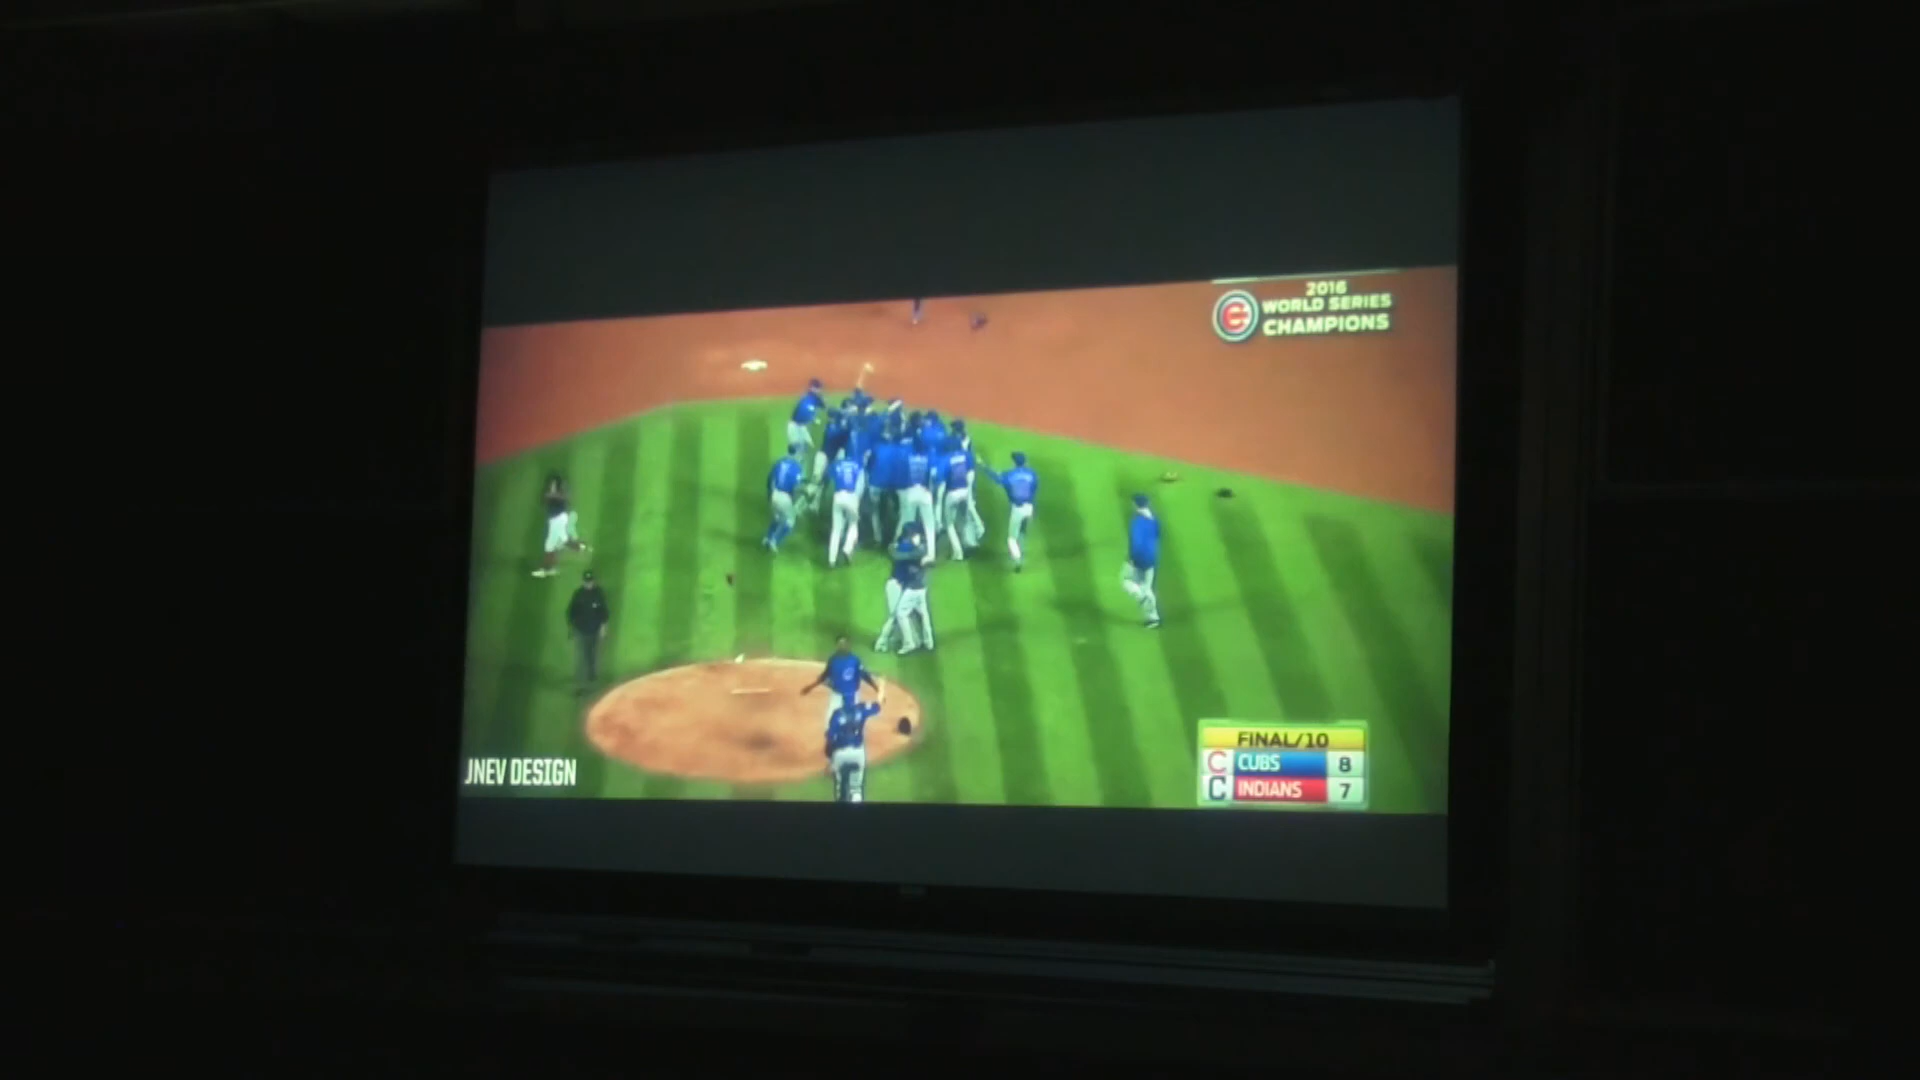 2016
WORLD SERIES
CHAMPIONS
FINAL/10
C CUBS 8
C INDIANS 7
JNEV DESIGN